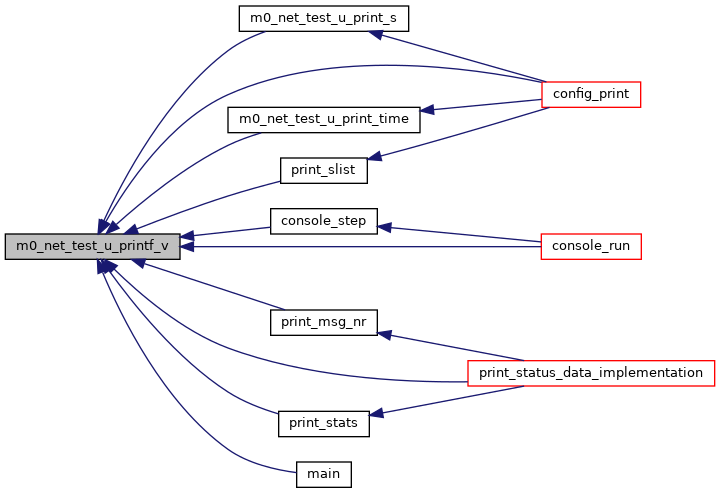 m0_net_test_u_print_s
config_print
m0_net_test_u_print_time
print_slist
console_step
m0_net_test_u_printf_v
console_run
print_msg_nr
print_status_data_implementation
print_stats
main